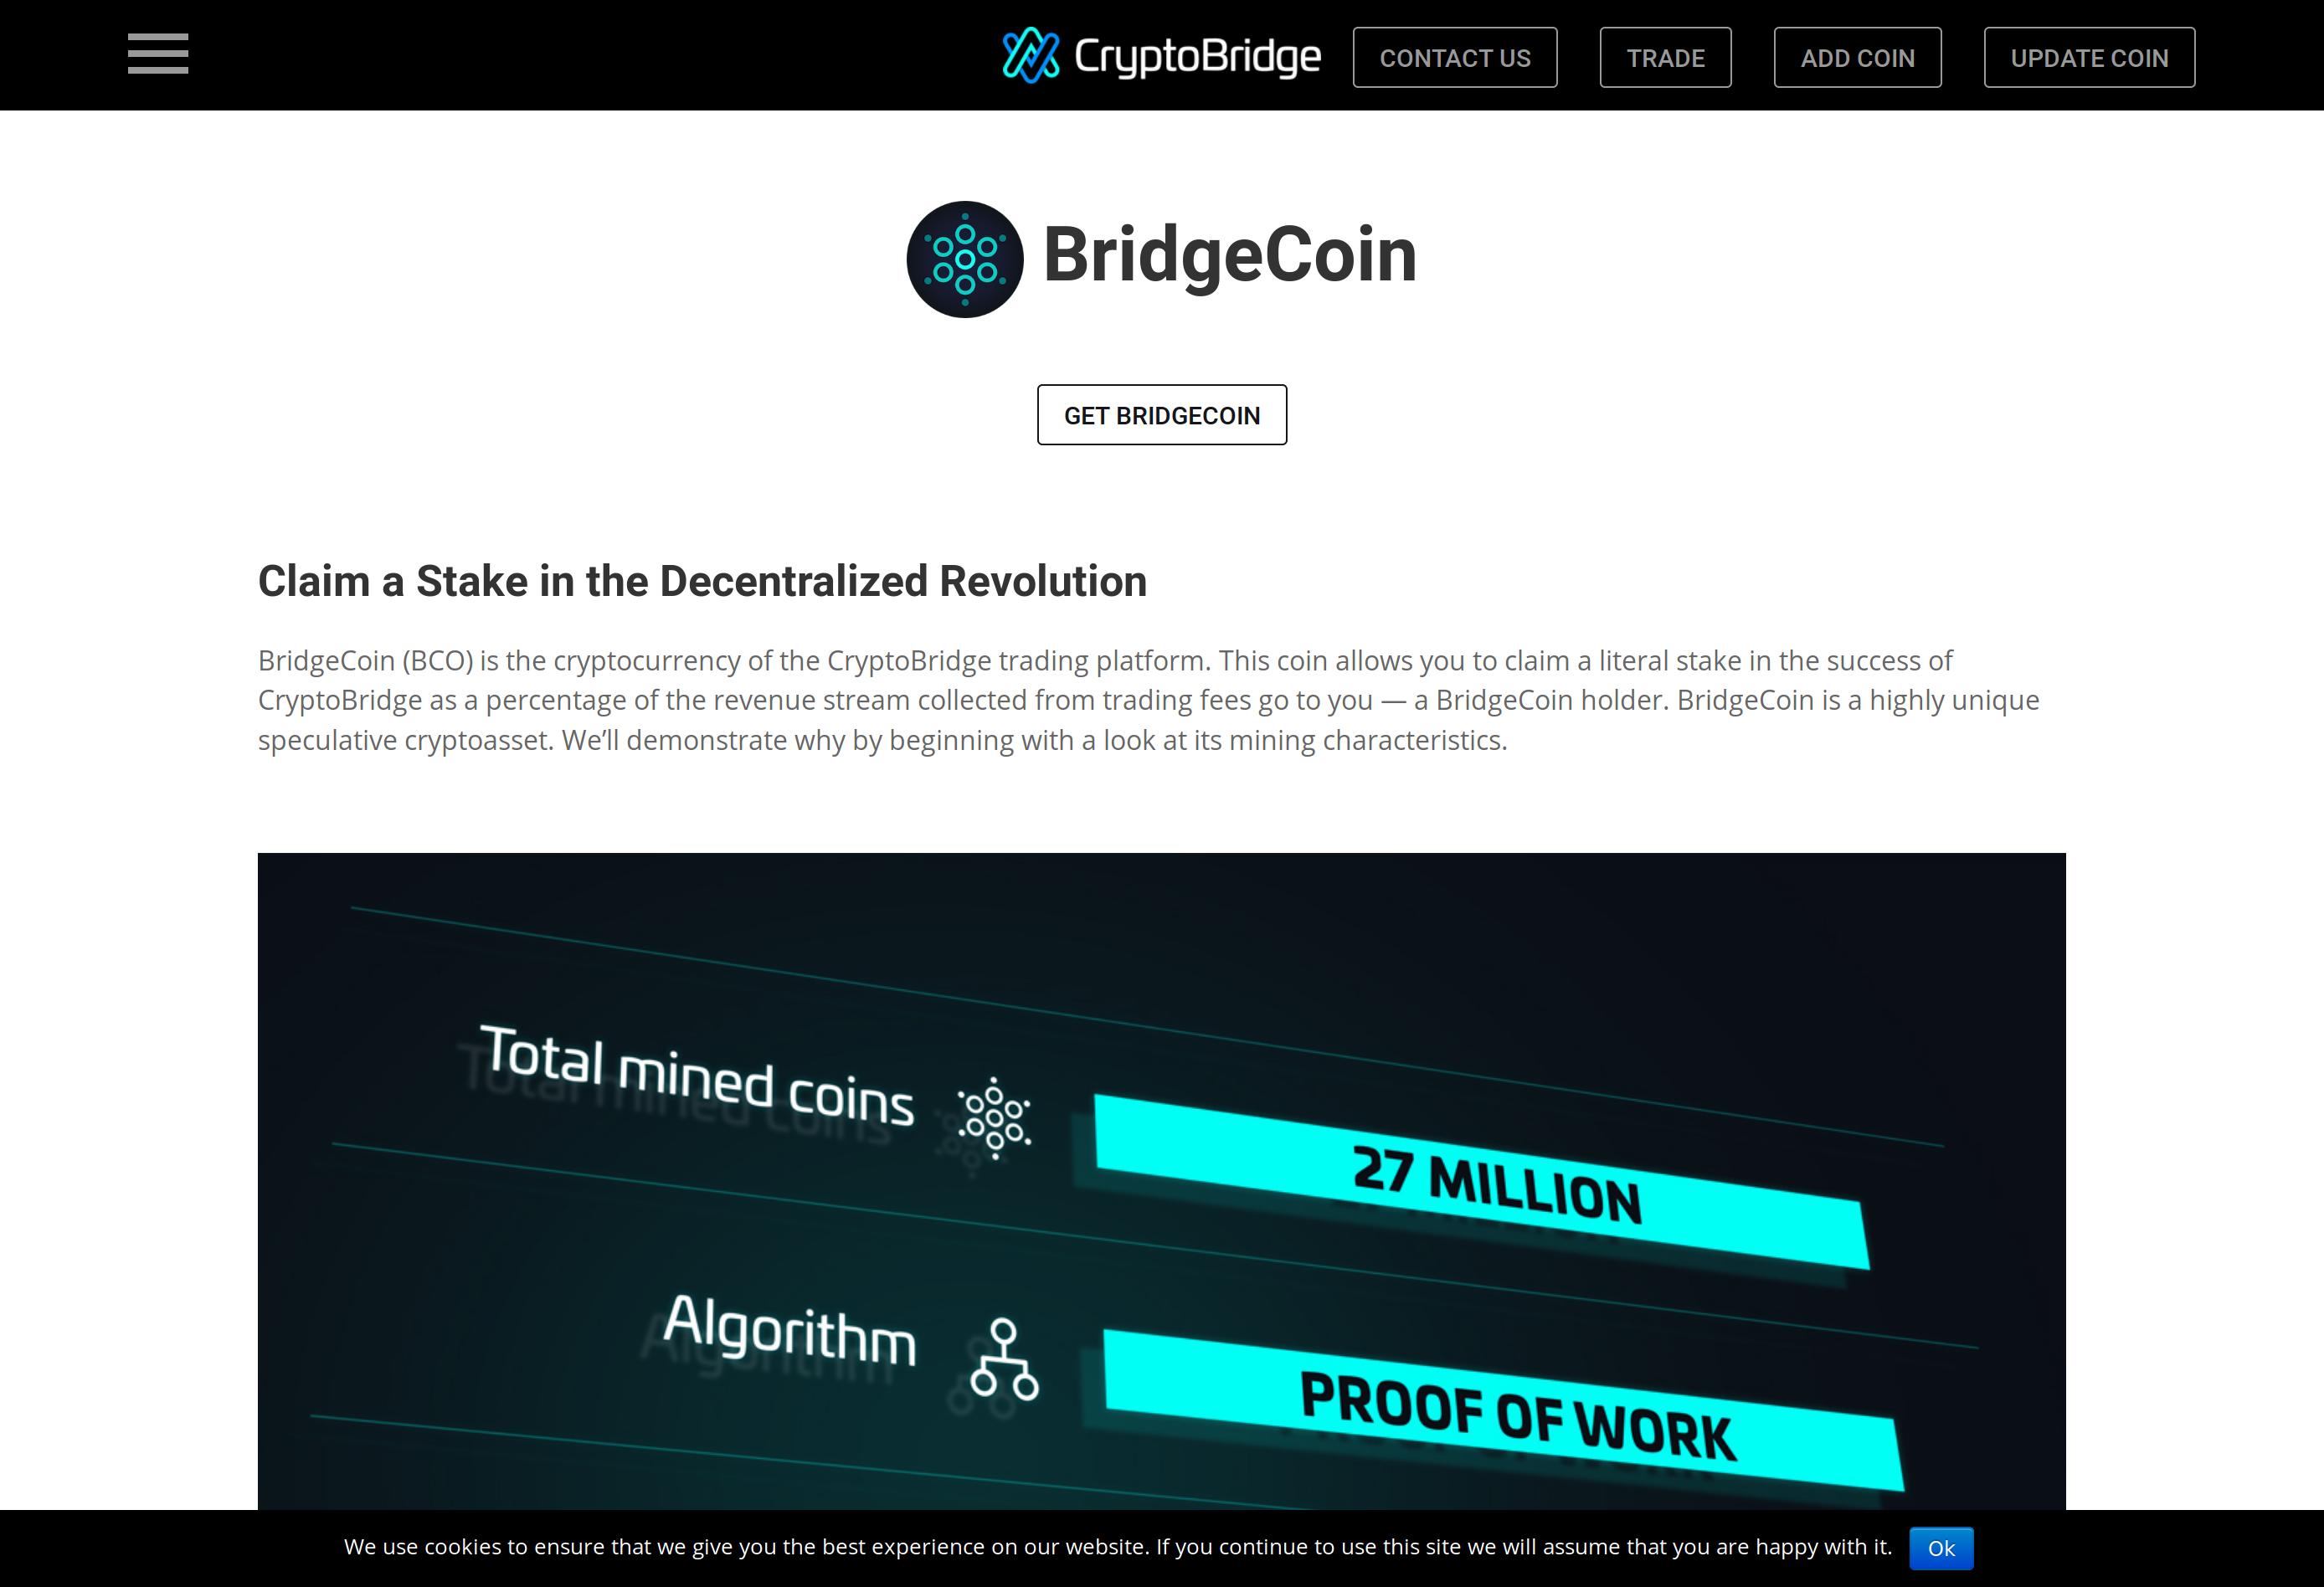 CryptoBridge
CONTACT US
TRADE
ADD COIN
UPDATE COIN
BridgeCoin
GET BRIDGECOIN
Claim a Stake in the Decentralized Revolution
BridgeCoin (BCO) is the cryptocurrency of the CryptoBridge trading platform. This coin allows you to claim a literal stake in the success of
CryptoBridge as a percentage of the revenue stream collected from trading fees go to you — a BridgeCoin holder. BridgeCoin is a highly unique
speculative cryptoasset. We’ll demonstrate why by beginning with a look at its mining characteristics.
Total mined coins
27 MILLION
Algorithm
PROOF OF WORK
We use cookies to ensure that we give you the best experience on our website. If you continue to use this site we will assume that you are happy with it.
Ok